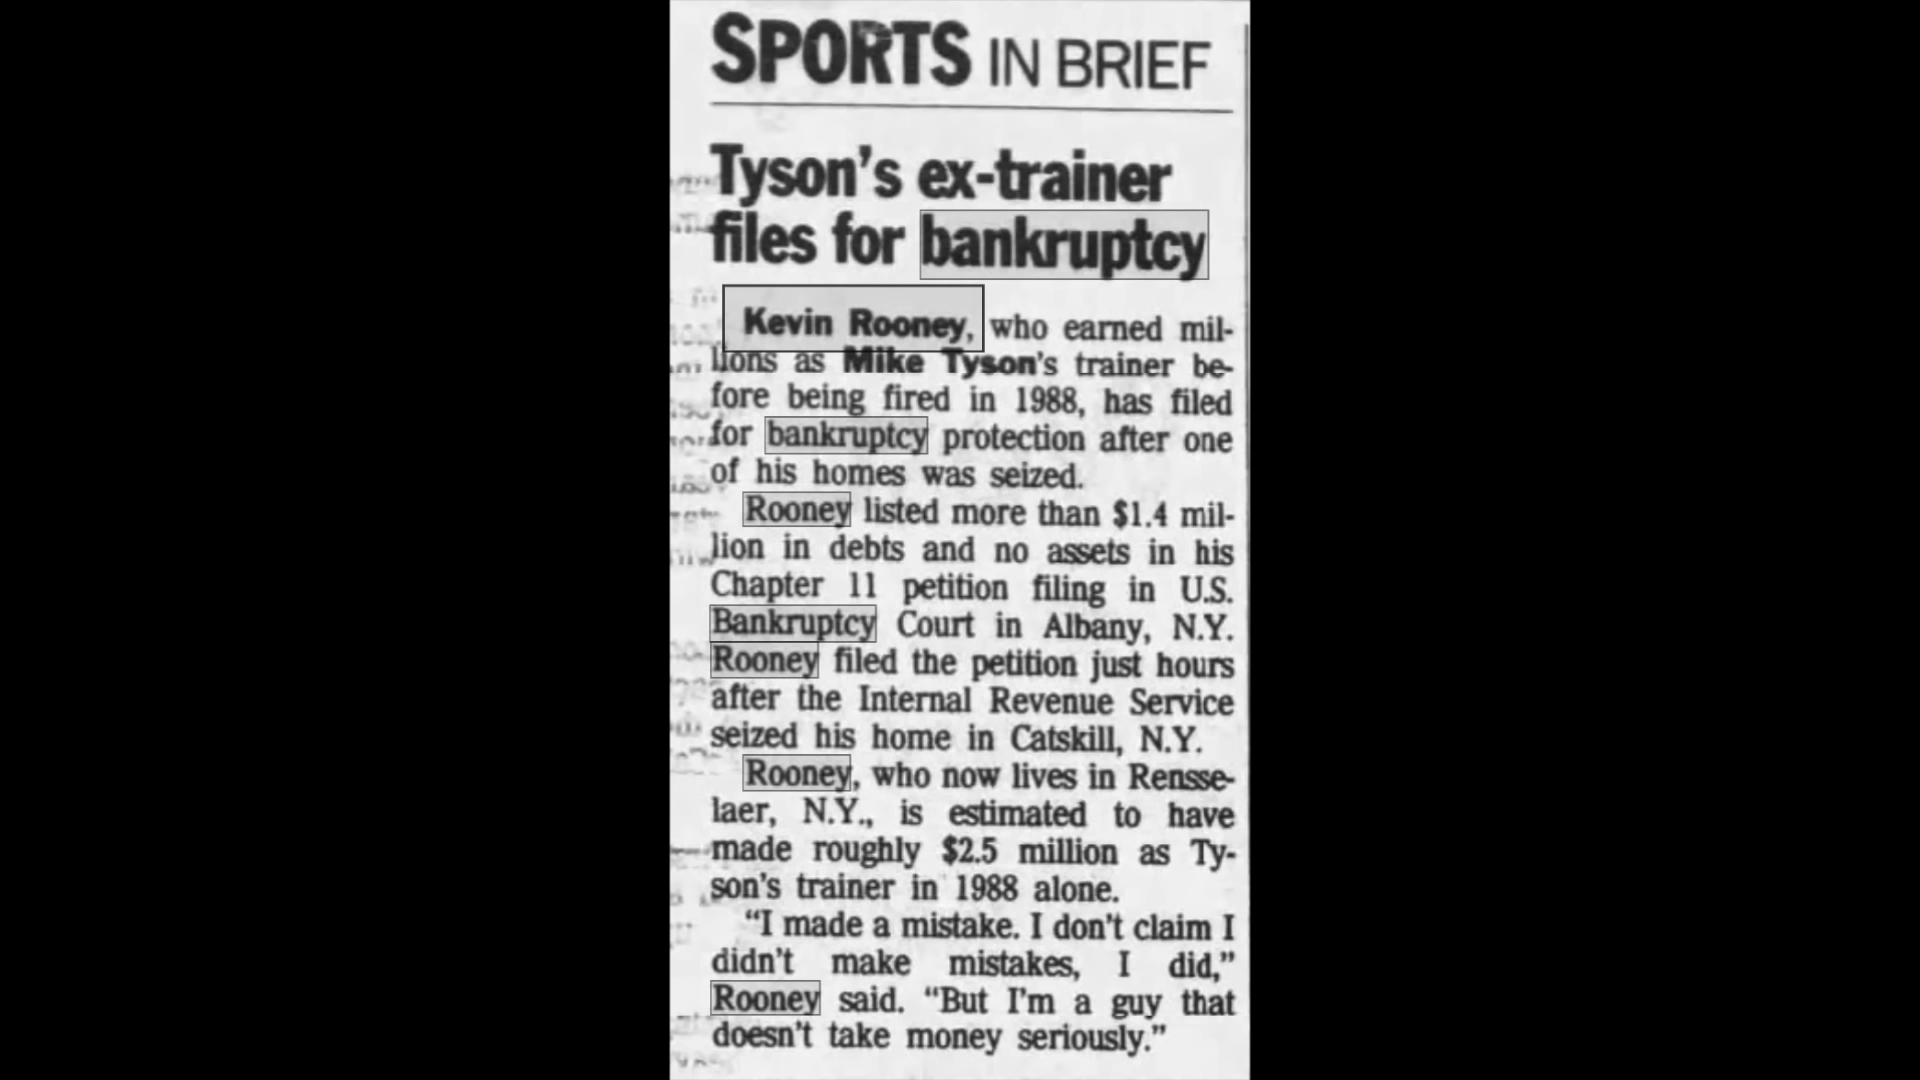 SPORTS IN BRIEF
Tyson's ex-trainer
files for bankruptcy
Kevin Rooney, who earned mil-
lions as Mike Tyson's trainer be-
fore being fired in 1988, has filed
for bankruptcy protection after one
of his homes was seized.
Rooney listed more than $1.4 mil-
lion in debts and no assets in his
Chapter 11 petition filing in U.S.
Bankruptcy Court in Albany, N.Y.
Rooney filed the petition just hours
after the Internal Revenue Service
seized his home in Catskill, N.Y.
Rooney, who now lives in Rensse-
laer, N.Y., is estimated to have
made roughly $2.5 million as Ty-
son's trainer in 1988 alone.
"I made a mistake. I don't claim I
didn't make mistakes, I did,"
Rooney said. "But I'm a guy that
doesn't take money seriously."